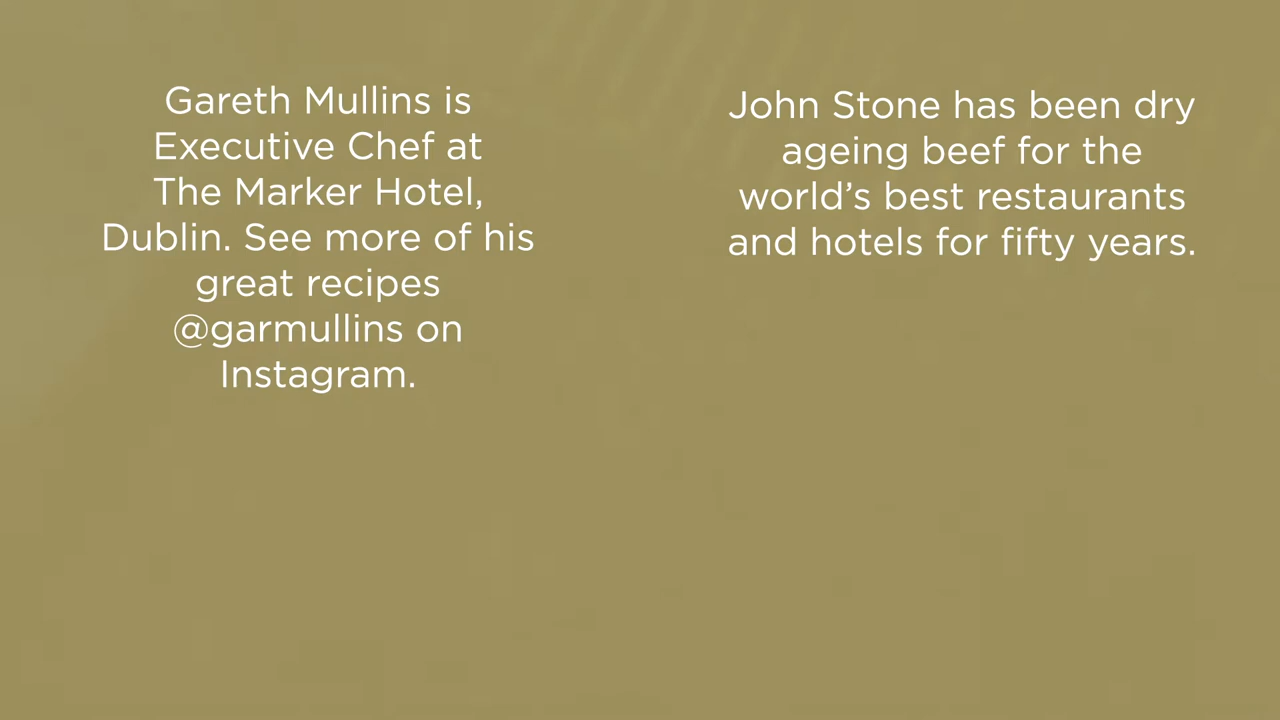 Gareth Mullins is
Executive Chef at
The Marker Hotel,
Dublin. See more of his
great recipes
@garmullins on
Instagram.
John Stone has been dry
ageing beef for the
world’s best restaurants
and hotels for fifty years.